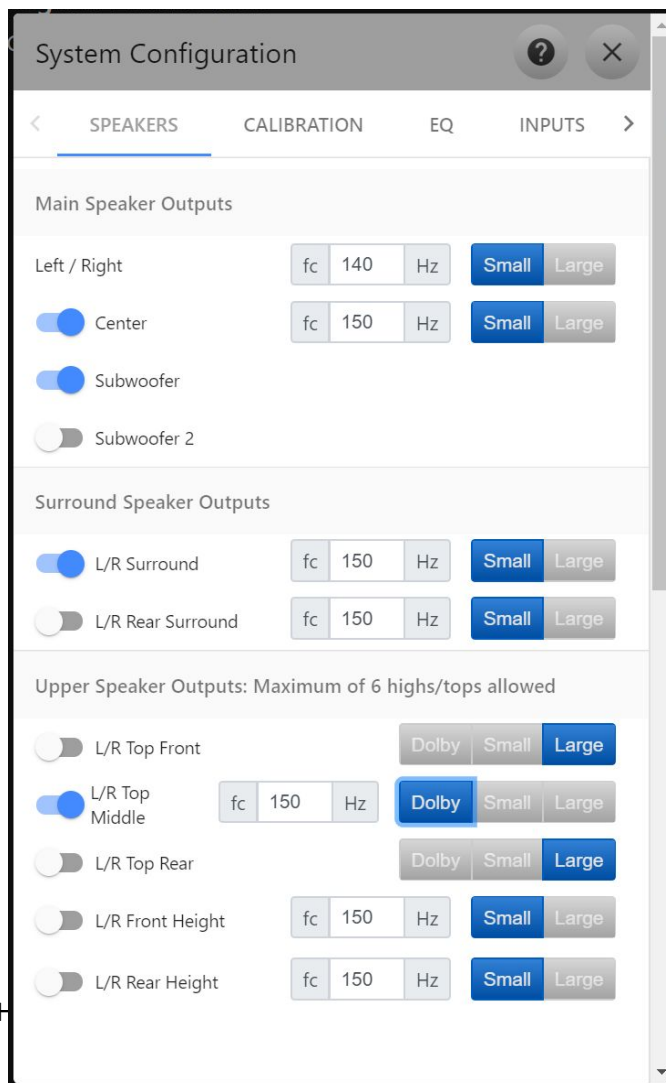 System Configuration
SPEAKERS CALIBRATION EQ INPUTS
Main Speaker Outputs
Left / Right fc 140 Hz Small Large
Center fc 150 Hz Small Large
Subwoofer
Subwoofer 2
Surround Speaker Outputs
L/R Surround fc 150 Hz Small Large
L/R Rear Surround fc 150 Hz Small Large
Upper Speaker Outputs: Maximum of 6 highs/tops allowed
L/R Top Front Dolby Small Large
L/R Top
Middle fc 150 Hz Dolby Small Large
L/R Top Rear Dolby Small Large
L/R Front Height fc 150 Hz Small Large
L/R Rear Height fc 150 Hz Small Large